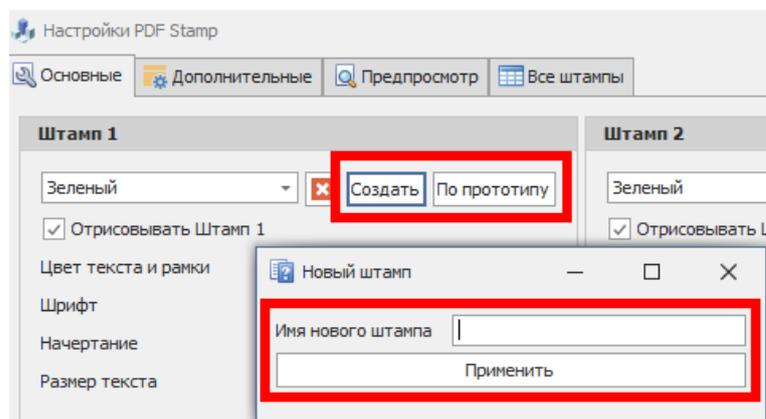 Настройки PDF Stamp
Основные Дополнительные Предпросмотр Все штампы
Штамп 1 Штамп 2
Зеленый Создать По прототипу Зеленый
Отрисовывать Штамп 1 Отрисовывать
Цвет текста и рамки Новый штамп
Шрифт
Имя нового штампа
Начертание
Применить
Размер текста